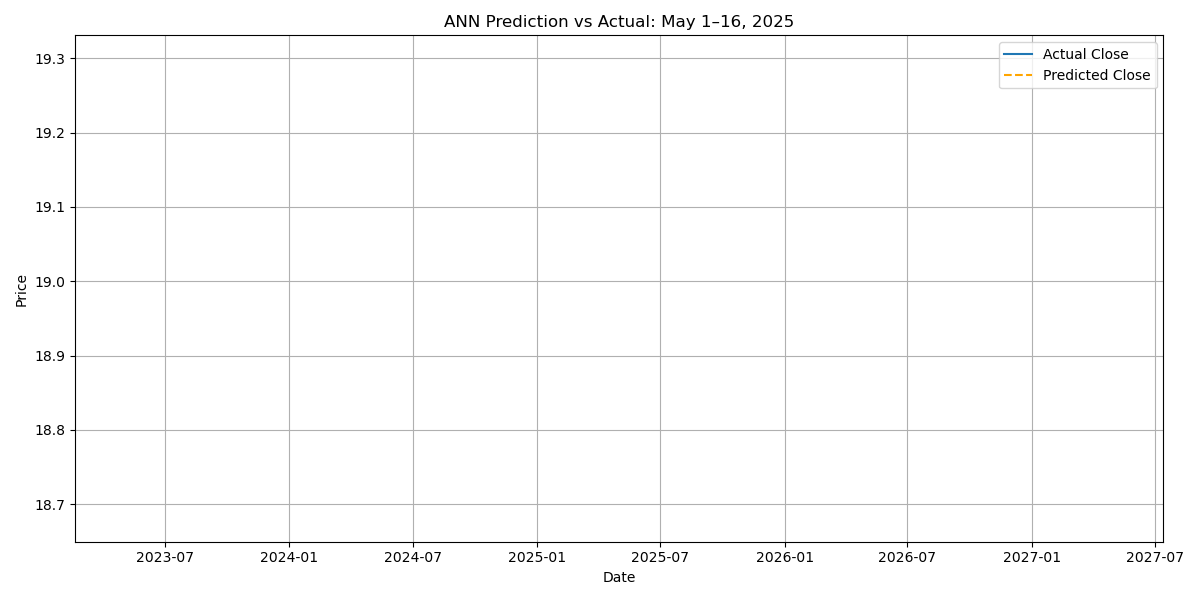 ANN Prediction vs Actual: May 1–16, 2025
Actual Close
Predicted Close
19.3
19.2
19.1
19.0
18.9
18.8
18.7
Price
2023-07 2024-01 2024-07 2025-01 2025-07 2026-01 2026-07 2027-01 2027-07
Date